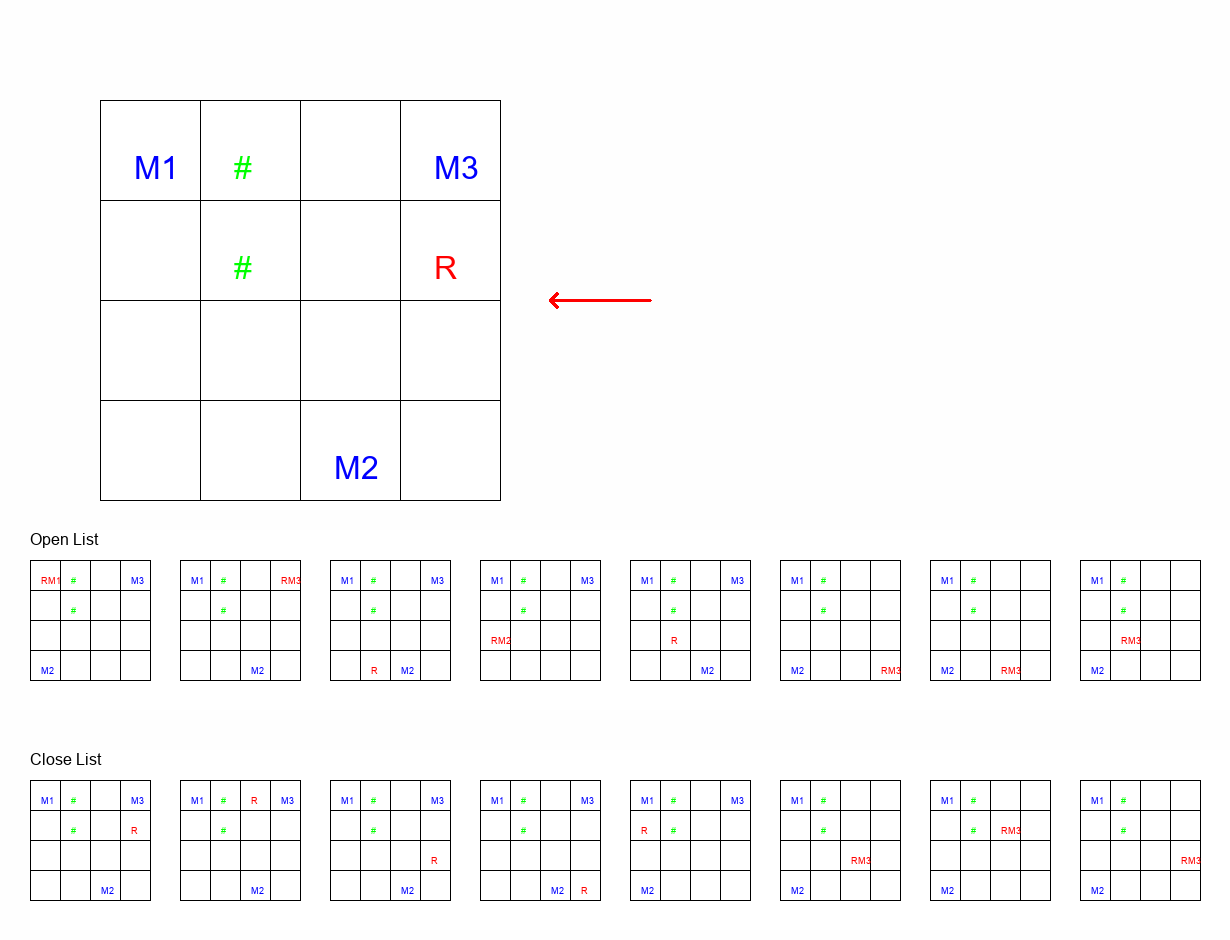 M1 # M3
# R
M2
Open List
RM1 # M3 M1 # RM3 M1 # M3 M1 # M3 M1 # M3 M1 # M1 # M1 #
# # # # # # # #
RM2 R RM3
M2 M2 R M2 M2 M2 RM3 M2 RM3 M2
Close List
M1 # M3 M1 # R M3 M1 # M3 M1 # M3 M1 # M3 M1 # M1 # M1 #
# R # # # R # # # RM3 #
R RM3 RM3
M2 M2 M2 M2 R M2 M2 M2 M2